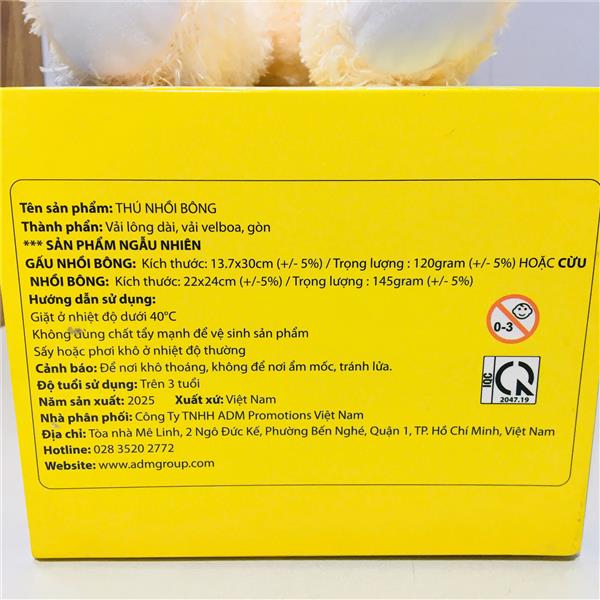 Tên sản phẩm: THÚ NHỒI BÔNG
Thành phẩn: Vải lông dài, vải velboa, gòn
*** SẢN PHẨM NGẪU NHIÊN
GẤU NHỒI BÔNG: Kích thước: 13.7x30cm (+/- 5%) / Trọng lượng : 120gram (+/- 5%) HOẶC CỪU
NHỒI BÔNG: Kích thước: 22x24cm (+/-5%) / Trọng lượng : 145gram (+/- 5%)
Hướng dẫn sử dụng:
Giặt ở nhiệt độ dưới 40°C
Không dùng chất tẩy mạnh để vệ sinh sản phẩm
Sấy hoặc phơi khô ở nhiệt độ thường
Cảnh báo: Để nơi khô thoáng, không để nơi ẩm mốc, tránh lửa.
Độ tuổi sử dụng: Trên 3 tuổi
Năm sản xuất: 2025 Xuất xứ: Việt Nam
Nhà phân phối: Công Ty TNHH ADM Promotions Việt Nam
Địa chỉ: Tòa nhà Mê Linh, 2 Ngô Đức Kế, Phường Bến Nghé, Quận 1, TP. Hồ Chí Minh, Việt Nam
Hotline: 028 3520 2772
Website: www.admgroup.com
0-3
IQC
2047.19